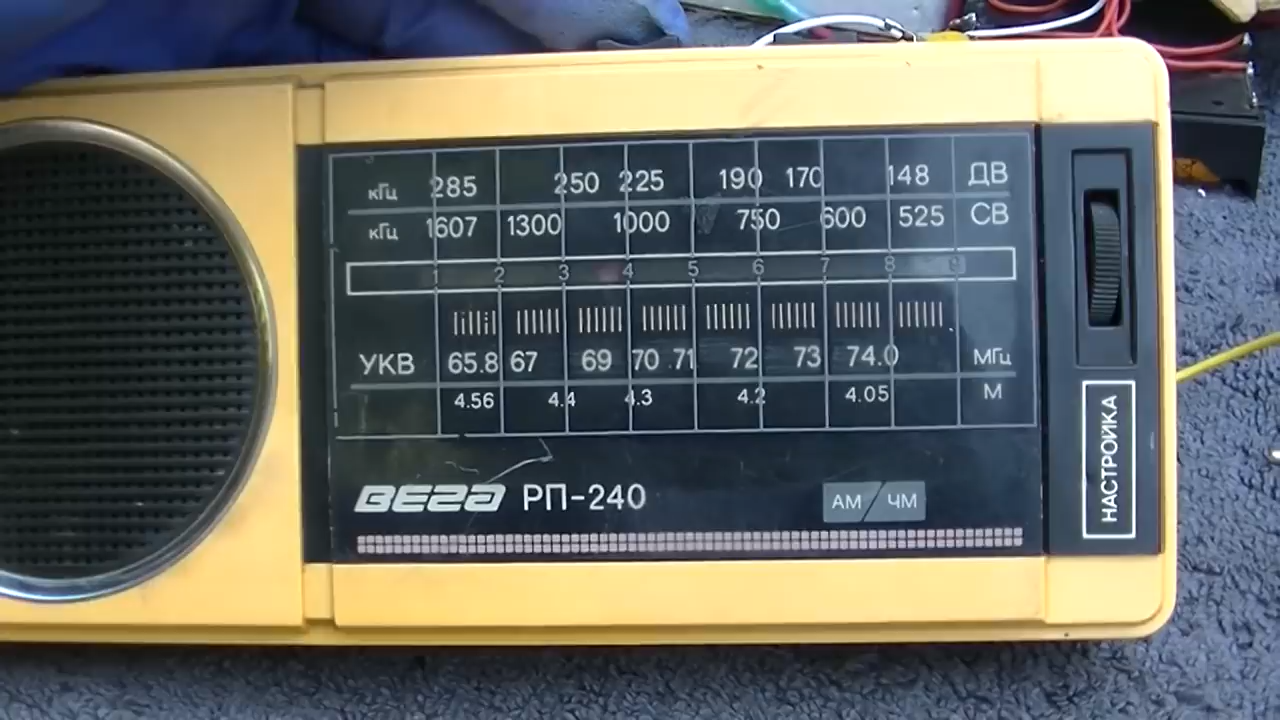 кГц 285 250 225 190 170 148 ДВ
кГц 1607 1300 1000 750 600 525 СВ
1 2 3 4 5 6 7 8 9
УКВ 65.8 67 69 70 71 72 73 74.0 МГц
4.56 4.4 4.3 4.2 4.05 М
ВЕГА РП-240
АМ/ЧМ
НАСТРОЙКА